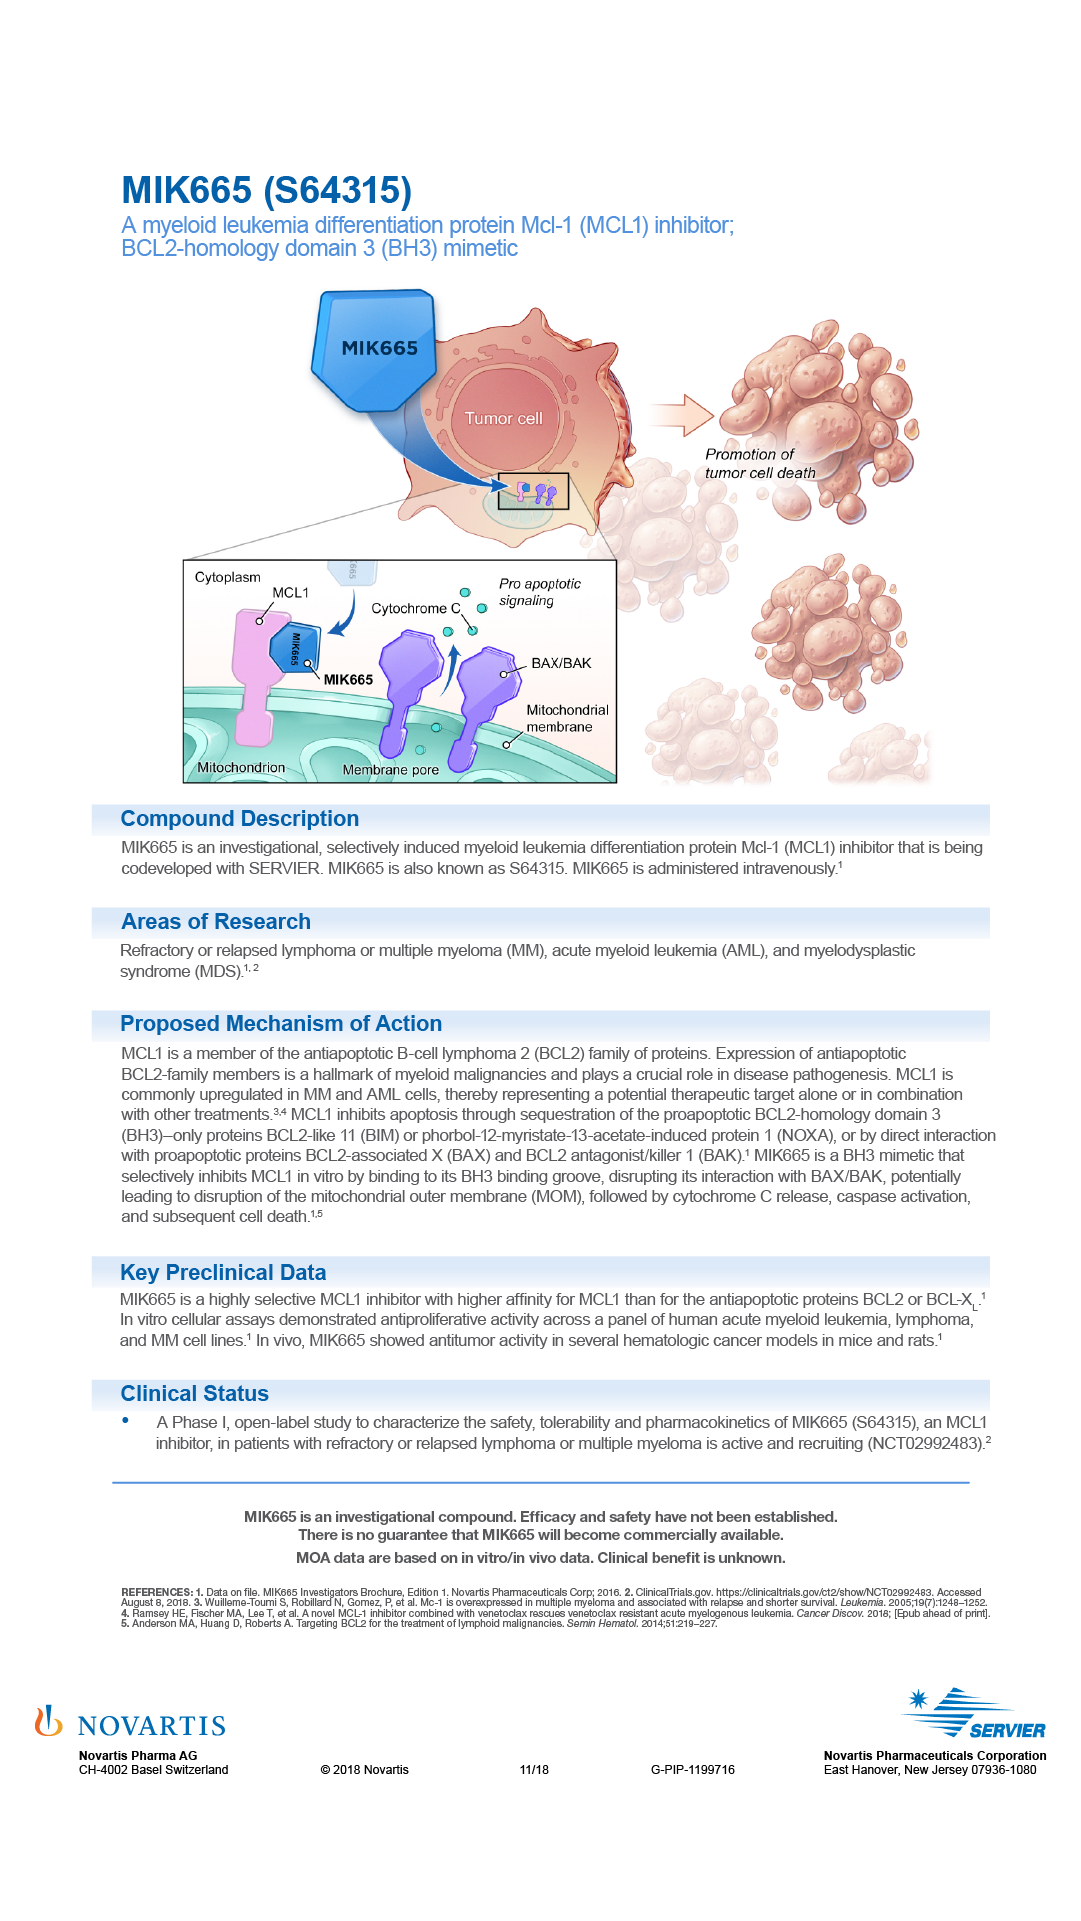 MIK665 (S64315)
A myeloid leukemia differentiation protein Mcl-1 (MCL1) inhibitor;
BCL2-homology domain 3 (BH3) mimetic
MIK665
Tumor cell
Promotion of
tumor cell death
Cytoplasm
MCL1
K665
Cytochrome C
Pro apoptotic
signaling
MIK665
MIK665
BAX/BAK
Mitochondrial
membrane
Mitochondrion
Membrane pore
Compound Description
MIK665 is an investigational, selectively induced myeloid leukemia differentiation protein Mcl-1 (MCL1) inhibitor that is being
codeveloped with SERVIER. MIK665 is also known as S64315. MIK665 is administered intravenously.¹
Areas of Research
Refractory or relapsed lymphoma or multiple myeloma (MM), acute myeloid leukemia (AML), and myelodysplastic
syndrome (MDS).¹, ²
Proposed Mechanism of Action
MCL1 is a member of the antiapoptotic B-cell lymphoma 2 (BCL2) family of proteins. Expression of antiapoptotic
BCL2-family members is a hallmark of myeloid malignancies and plays a crucial role in disease pathogenesis. MCL1 is
commonly upregulated in MM and AML cells, thereby representing a potential therapeutic target alone or in combination
with other treatments.³,⁴ MCL1 inhibits apoptosis through sequestration of the proapoptotic BCL2-homology domain 3
(BH3)–only proteins BCL2-like 11 (BIM) or phorbol-12-myristate-13-acetate-induced protein 1 (NOXA), or by direct interaction
with proapoptotic proteins BCL2-associated X (BAX) and BCL2 antagonist/killer 1 (BAK).¹ MIK665 is a BH3 mimetic that
selectively inhibits MCL1 in vitro by binding to its BH3 binding groove, disrupting its interaction with BAX/BAK, potentially
leading to disruption of the mitochondrial outer membrane (MOM), followed by cytochrome C release, caspase activation,
and subsequent cell death.¹,⁵
Key Preclinical Data
MIK665 is a highly selective MCL1 inhibitor with higher affinity for MCL1 than for the antiapoptotic proteins BCL2 or BCL-XL.¹
In vitro cellular assays demonstrated antiproliferative activity across a panel of human acute myeloid leukemia, lymphoma,
and MM cell lines.¹ In vivo, MIK665 showed antitumor activity in several hematologic cancer models in mice and rats.¹
Clinical Status
• A Phase I, open-label study to characterize the safety, tolerability and pharmacokinetics of MIK665 (S64315), an MCL1
inhibitor, in patients with refractory or relapsed lymphoma or multiple myeloma is active and recruiting (NCT02992483).²
MIK665 is an investigational compound. Efficacy and safety have not been established.
There is no guarantee that MIK665 will become commercially available.
MOA data are based on in vitro/in vivo data. Clinical benefit is unknown.
REFERENCES: 1. Data on file. MIK665 Investigators Brochure, Edition 1. Novartis Pharmaceuticals Corp; 2016. 2. ClinicalTrials.gov. https://clinicaltrials.gov/ct2/show/NCT02992483. Accessed
August 8, 2018. 3. Wuilleme-Toumi S, Robillard N, Gomez, P, et al. Mc-1 is overexpressed in multiple myeloma and associated with relapse and shorter survival. Leukemia. 2005;19(7):1248–1252.
4. Ramsey HE, Fischer MA, Lee T, et al. A novel MCL-1 inhibitor combined with venetoclax rescues venetoclax resistant acute myelogenous leukemia. Cancer Discov. 2018; [Epub ahead of print].
5. Anderson MA, Huang D, Roberts A. Targeting BCL2 for the treatment of lymphoid malignancies. Semin Hematol. 2014;51:219–227.
NOVARTIS
SERVIER
Novartis Pharma AG
CH-4002 Basel Switzerland
© 2018 Novartis
11/18
G-PIP-1199716
Novartis Pharmaceuticals Corporation
East Hanover, New Jersey 07936-1080